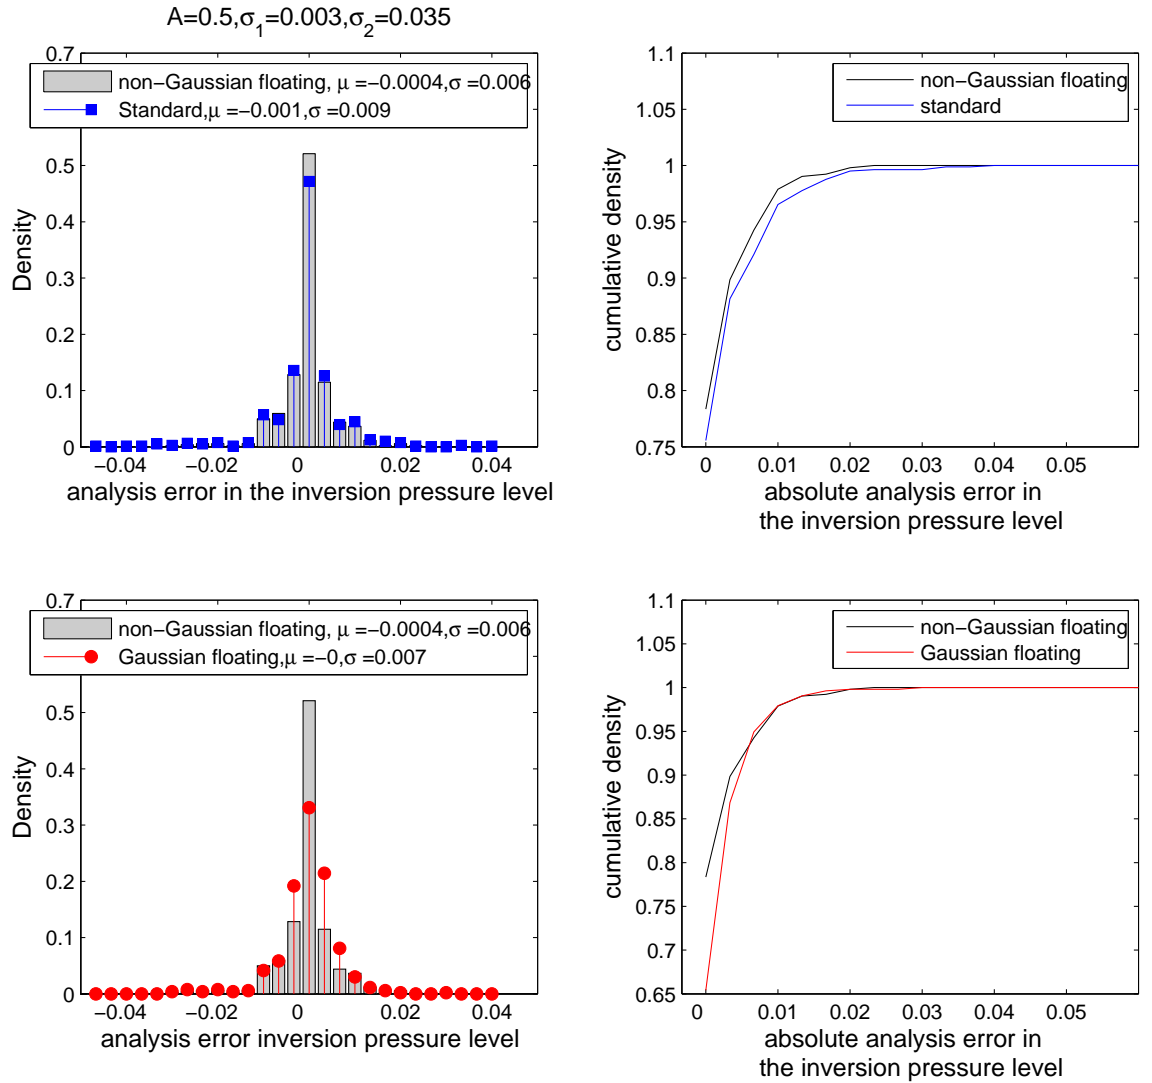 A=0.5,σ1=0.003,σ2=0.035
0.7
non−Gaussian floating, μ =−0.0004,σ =0.006
Standard,μ =−0.001,σ =0.009
0.5
0.4
0.3
0.2
0.1
0
Density
−0.04 −0.02 0 0.02 0.04
analysis error in the inversion pressure level
1.1
1.05
1
0.95
0.9
0.85
0.8
0.75
cumulative density
non−Gaussian floating
standard
0 0.01 0.02 0.03 0.04 0.05
absolute analysis error in
the inversion pressure level
0.7
non−Gaussian floating, μ =−0.0004,σ =0.006
Gaussian floating,μ =−0,σ =0.007
0.5
0.4
0.3
0.2
0.1
0
Density
−0.04 −0.02 0 0.02 0.04
analysis error inversion pressure level
1.1
1.05
1
0.95
0.9
0.85
0.8
0.75
0.7
0.65
cumulative density
non−Gaussian floating
Gaussian floating
0 0.01 0.02 0.03 0.04 0.05
absolute analysis error in
the inversion pressure level